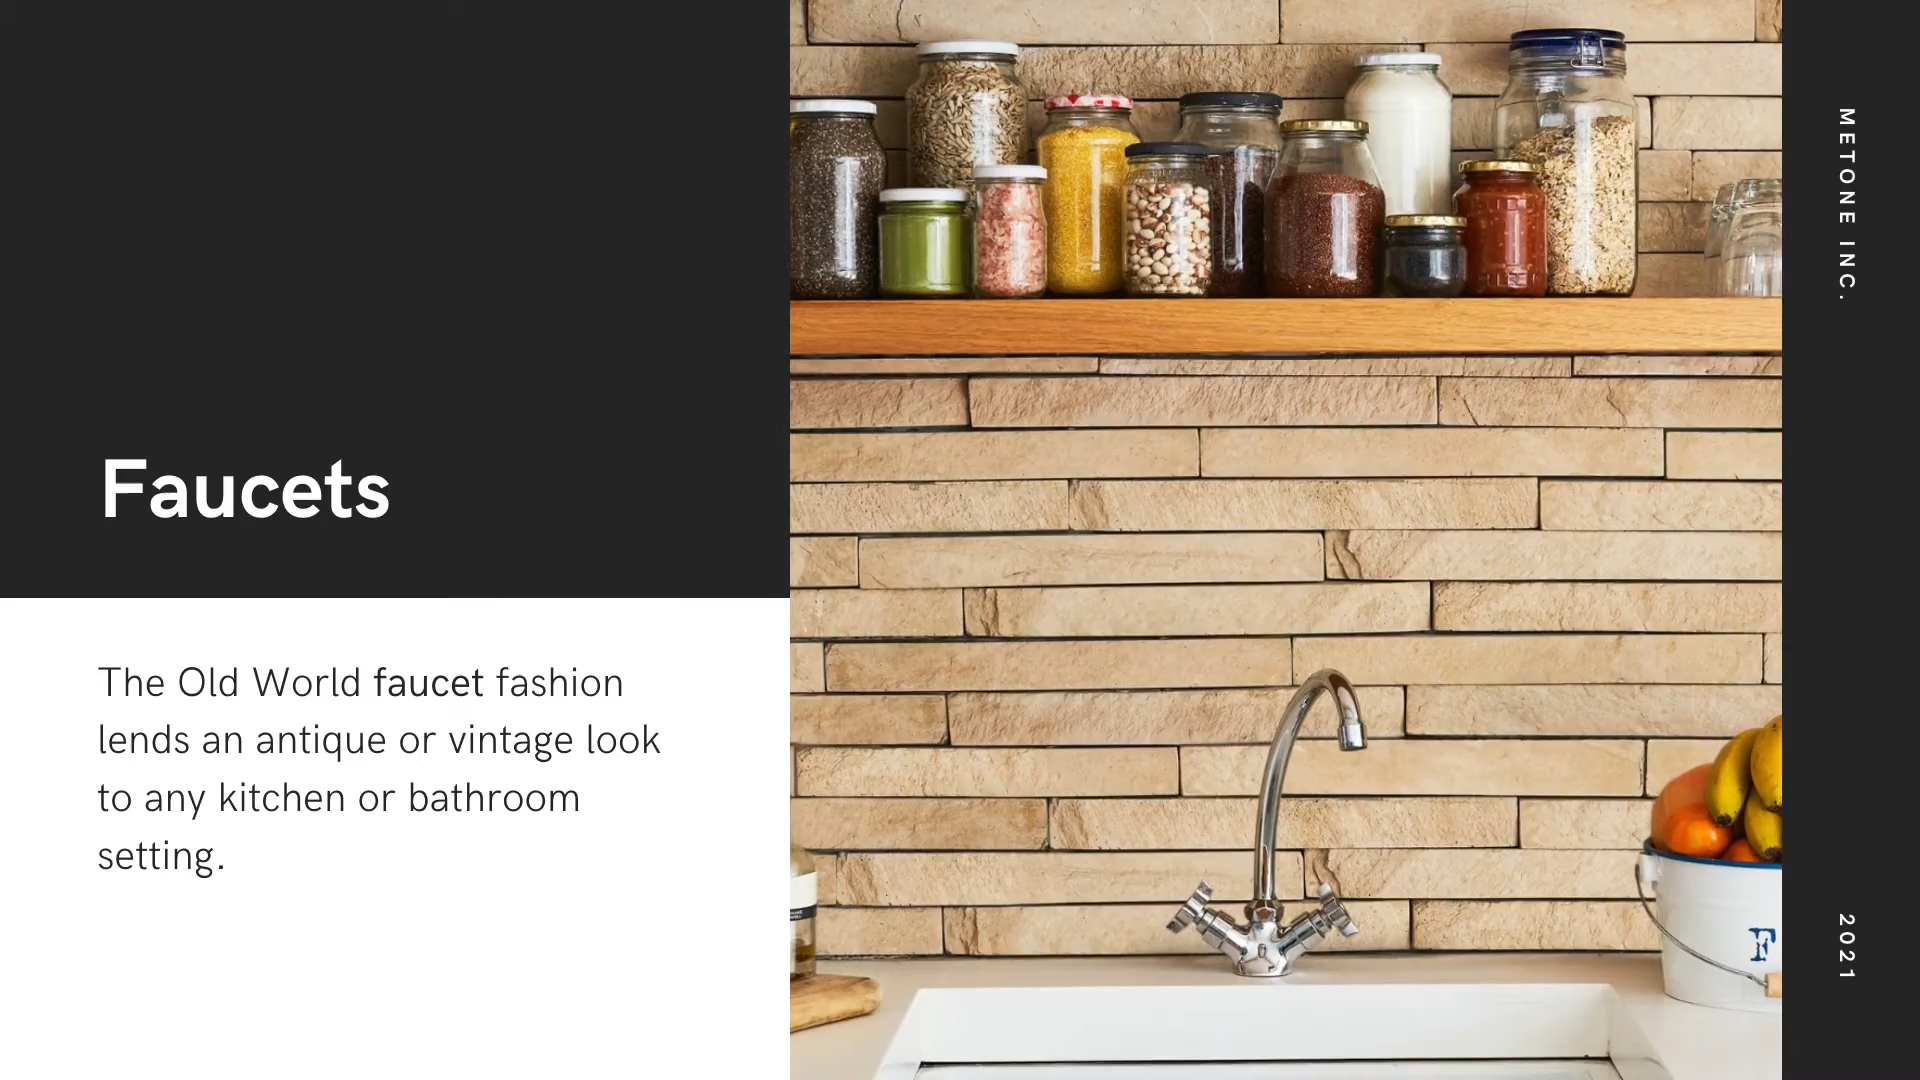 Faucets
The Old World faucet fashion
lends an antique or vintage look
to any kitchen or bathroom
setting.
METONE INC.
2021
F